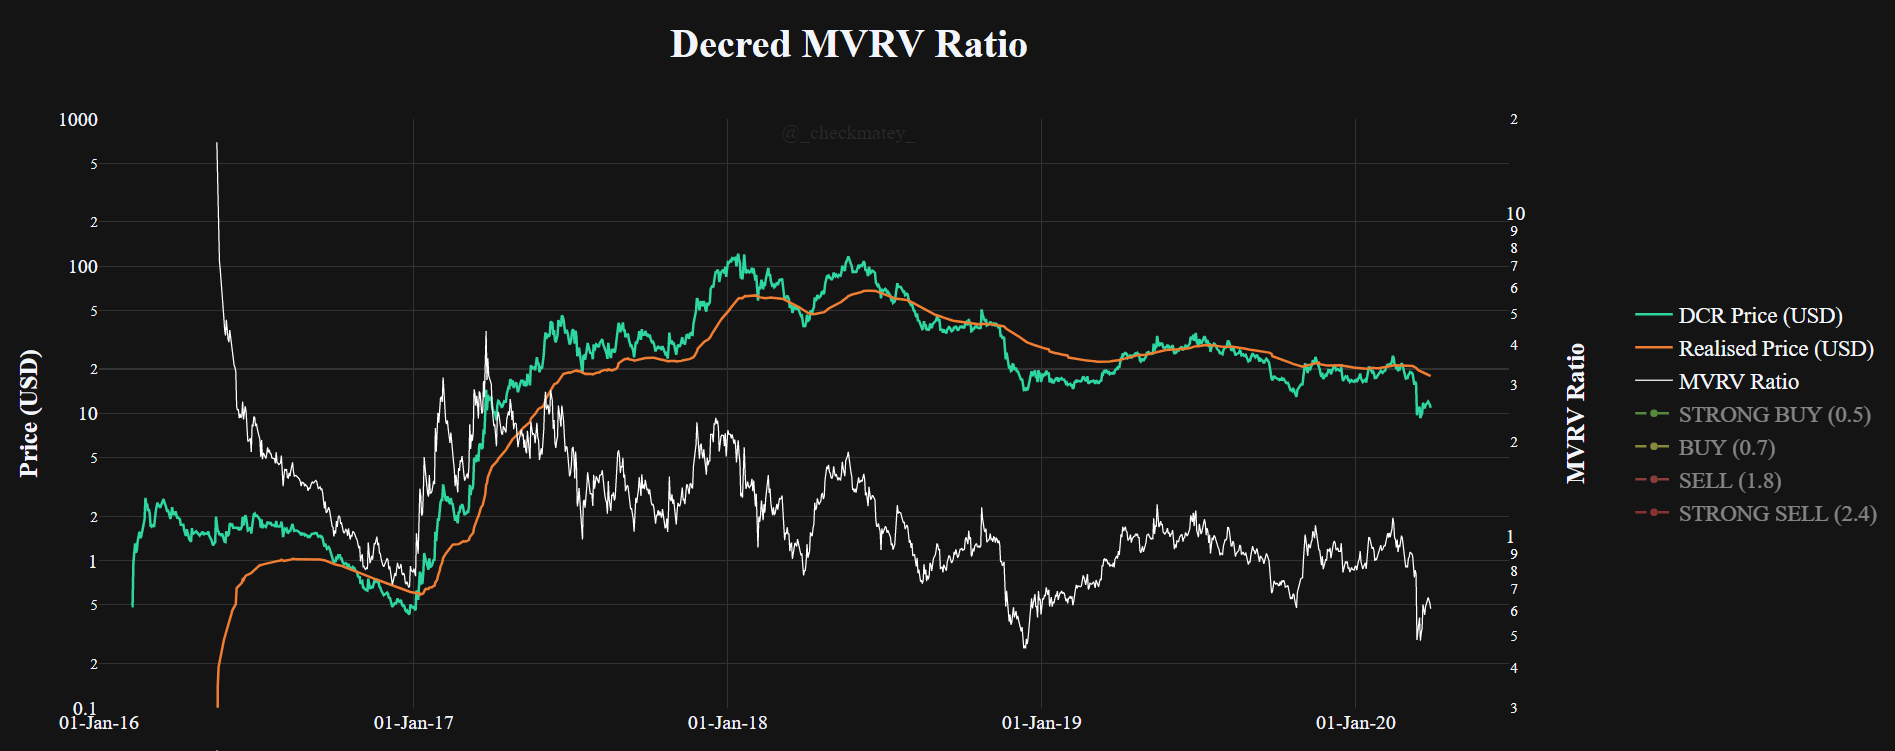 Decred MVRV Ratio
@_checkmatey_
Price (USD)
1000
5
2
100
5
2
10
5
2
1
5
2
0.1
01-Jan-16
01-Jan-17
01-Jan-18
01-Jan-19
01-Jan-20
2
10
9
8
7
6
5
4
3
2
1
9
8
7
6
5
4
3
MVRV Ratio
DCR Price (USD)
Realised Price (USD)
MVRV Ratio
STRONG BUY (0.5)
BUY (0.7)
SELL (1.8)
STRONG SELL (2.4)